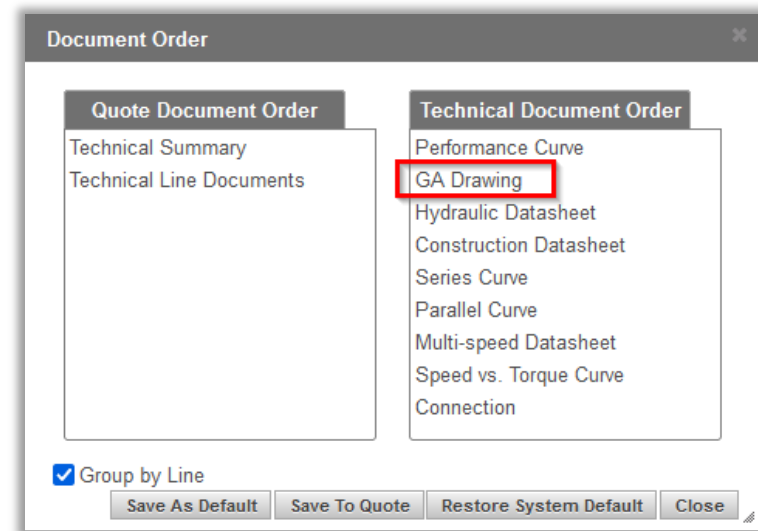 Document Order
Quote Document Order
Technical Summary
Technical Line Documents
Technical Document Order
Performance Curve
GA Drawing
Hydraulic Datasheet
Construction Datasheet
Series Curve
Parallel Curve
Multi-speed Datasheet
Speed vs. Torque Curve
Connection
Group by Line
Save As Default Save To Quote Restore System Default Close